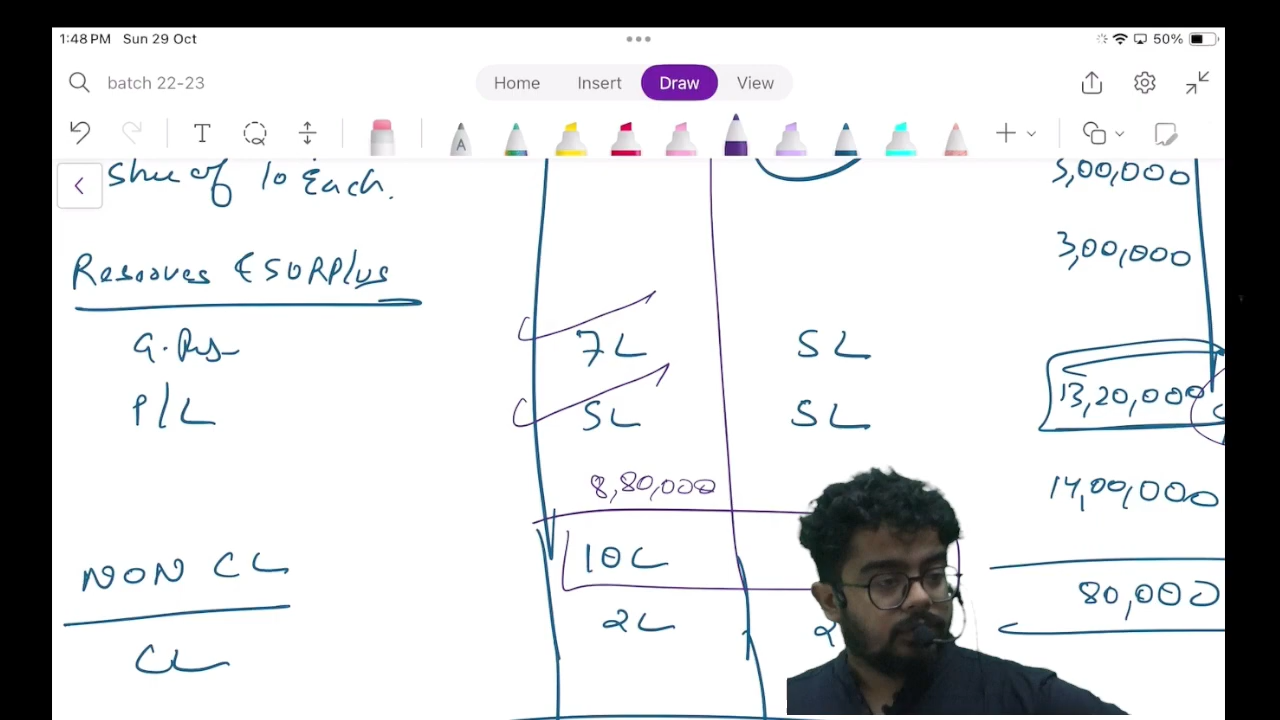 1:48 PM Sun 29 Oct
50%
batch 22-23
Home Insert Draw View
T
A
of 10 Each.
5,00,000
3,00,000
Reserves & SURPlus
G. Res 7L 5L
P/L 5L 5L
13,20,000
8,80,000
14,00,000
NON CL 10L
80,000
CL 2L 2